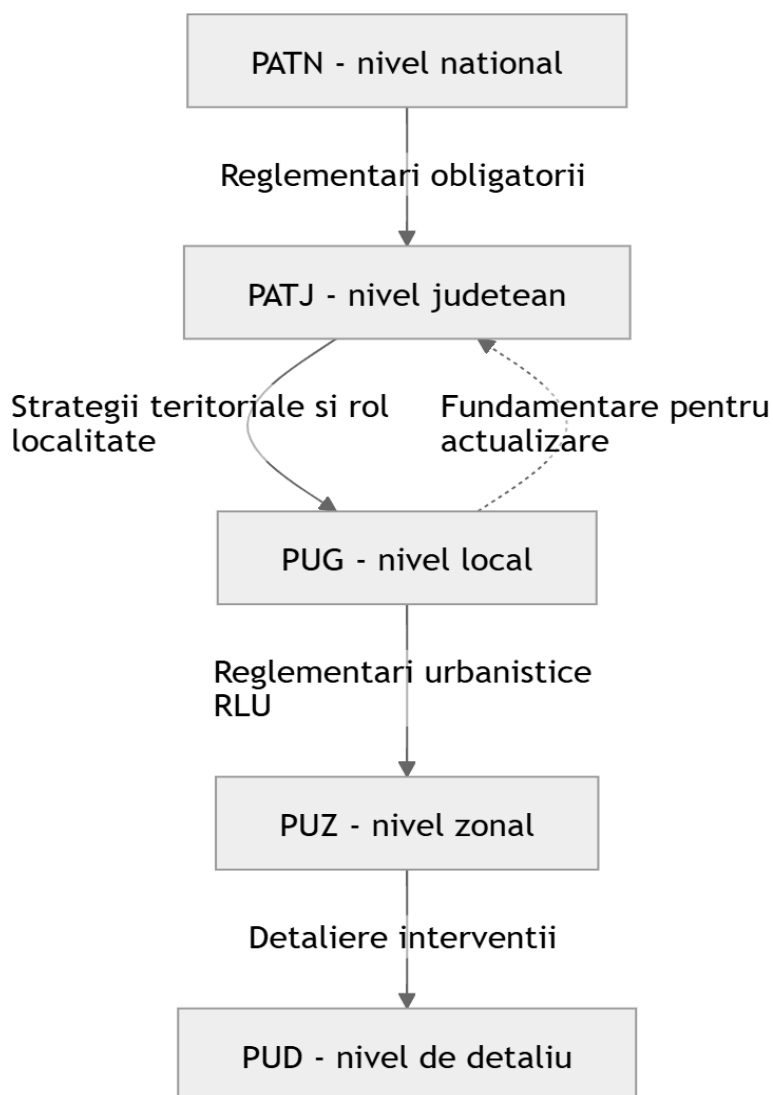 PATN - nivel national
Reglementari obligatorii
PATJ - nivel judetean
Strategii teritoriale si rol
localitate
Fundamentare pentru
actualizare
PUG - nivel local
Reglementari urbanistice
RLU
PUZ - nivel zonal
Detaliere interventii
PUD - nivel de detaliu